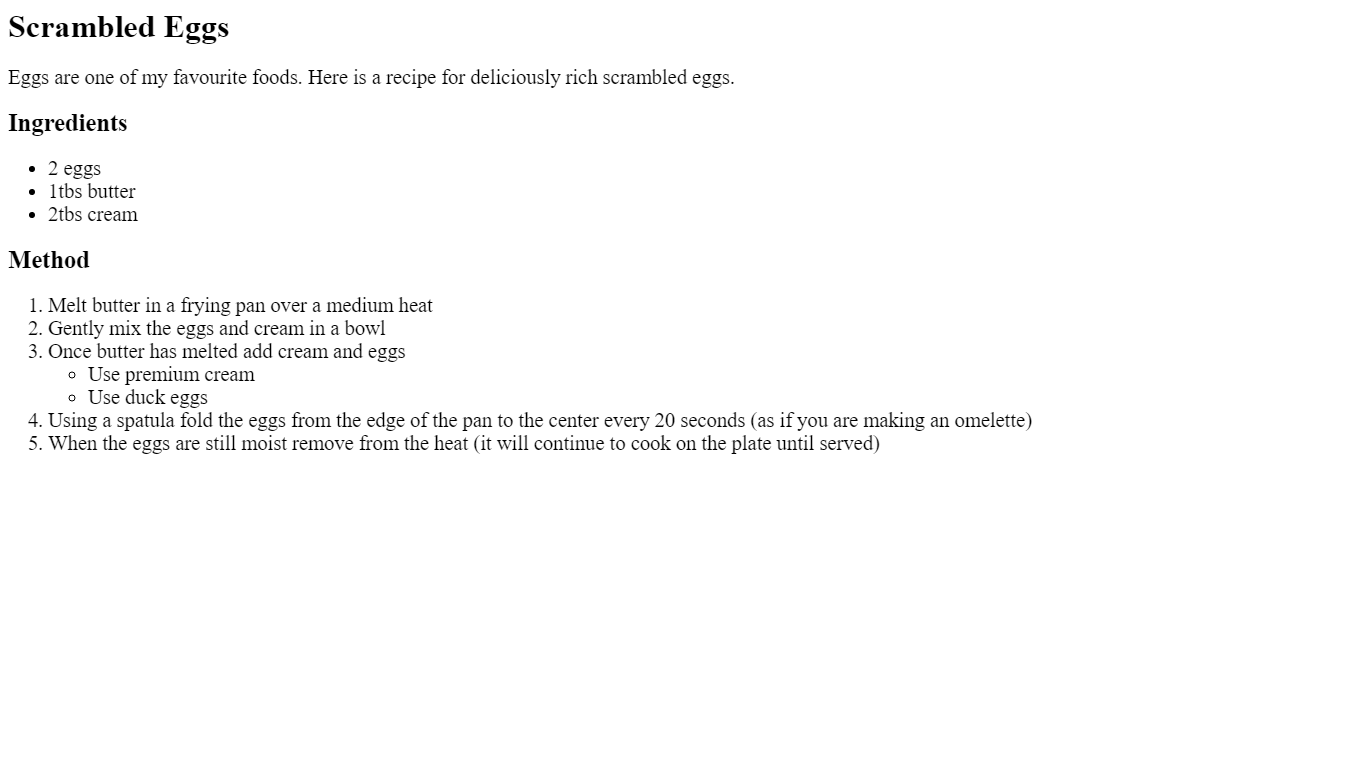 Scrambled Eggs
Eggs are one of my favourite foods. Here is a recipe for deliciously rich scrambled eggs.
Ingredients
• 2 eggs
• 1tbs butter
• 2tbs cream
Method
1. Melt butter in a frying pan over a medium heat
2. Gently mix the eggs and cream in a bowl
3. Once butter has melted add cream and eggs
◦ Use premium cream
◦ Use duck eggs
4. Using a spatula fold the eggs from the edge of the pan to the center every 20 seconds (as if you are making an omelette)
5. When the eggs are still moist remove from the heat (it will continue to cook on the plate until served)